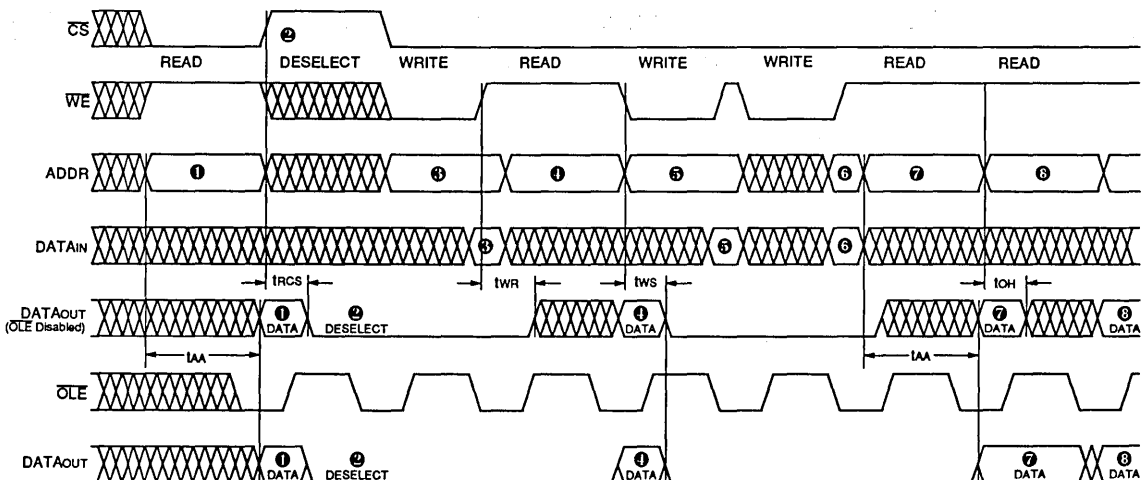 CS
❷
READ DESELECT WRITE READ WRITE WRITE READ READ
WE
ADDR ❶ ❸ ❹ ❺ ❻ ❼ ❽
DATAIN ❸ ❺ ❻
tRCS tWR tWS tOH
DATAOUT ❶ ❷ ❹ ❼ ❽
(OLE Disabled) DATA DESELECT DATA DATA DATA
tAA tAA
OLE
DATAOUT ❶ ❷ ❹ ❼ ❽
DATA DESELECT DATA DATA DATA